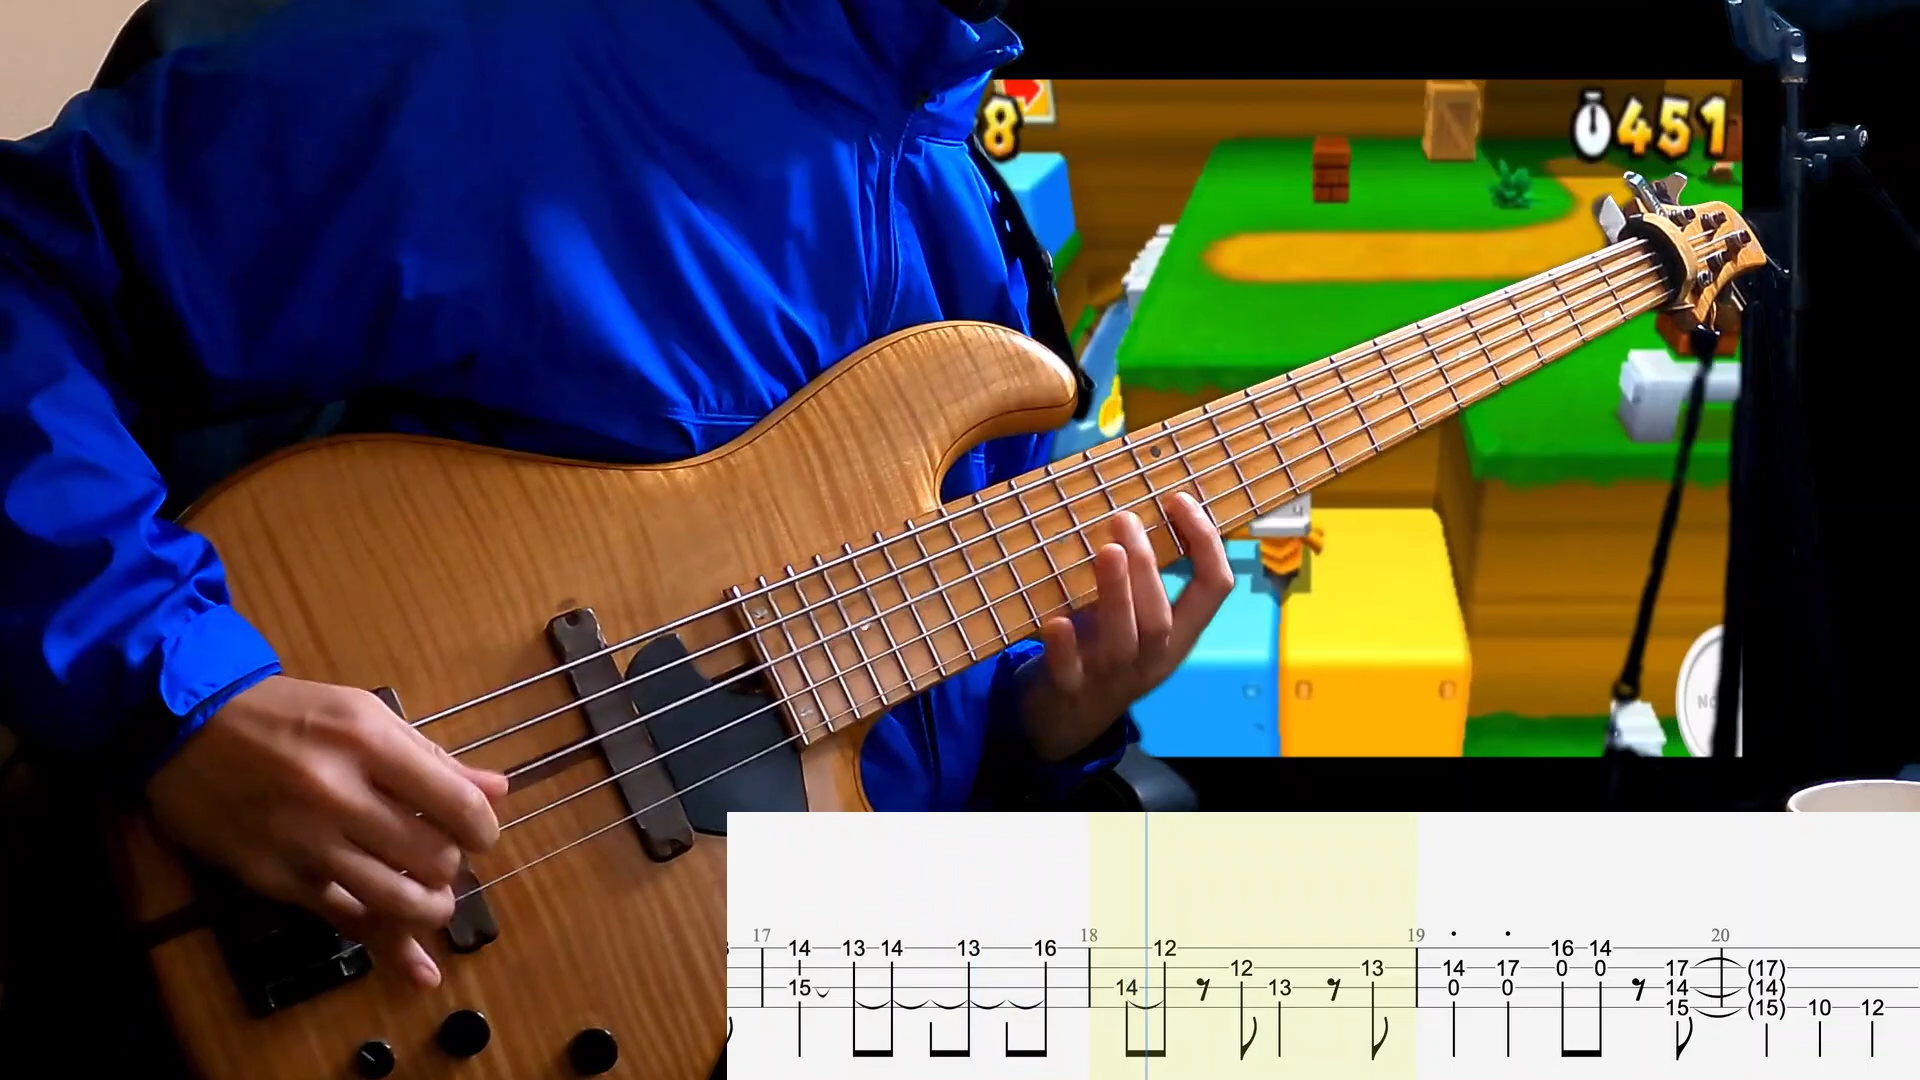 8
451
No
17 18 19 20
14 13 14 13 16 12 16 14
12 13 14 17 0 0 17 (17)
15 14 13 0 0 14 (14)
15 (15) 10 12